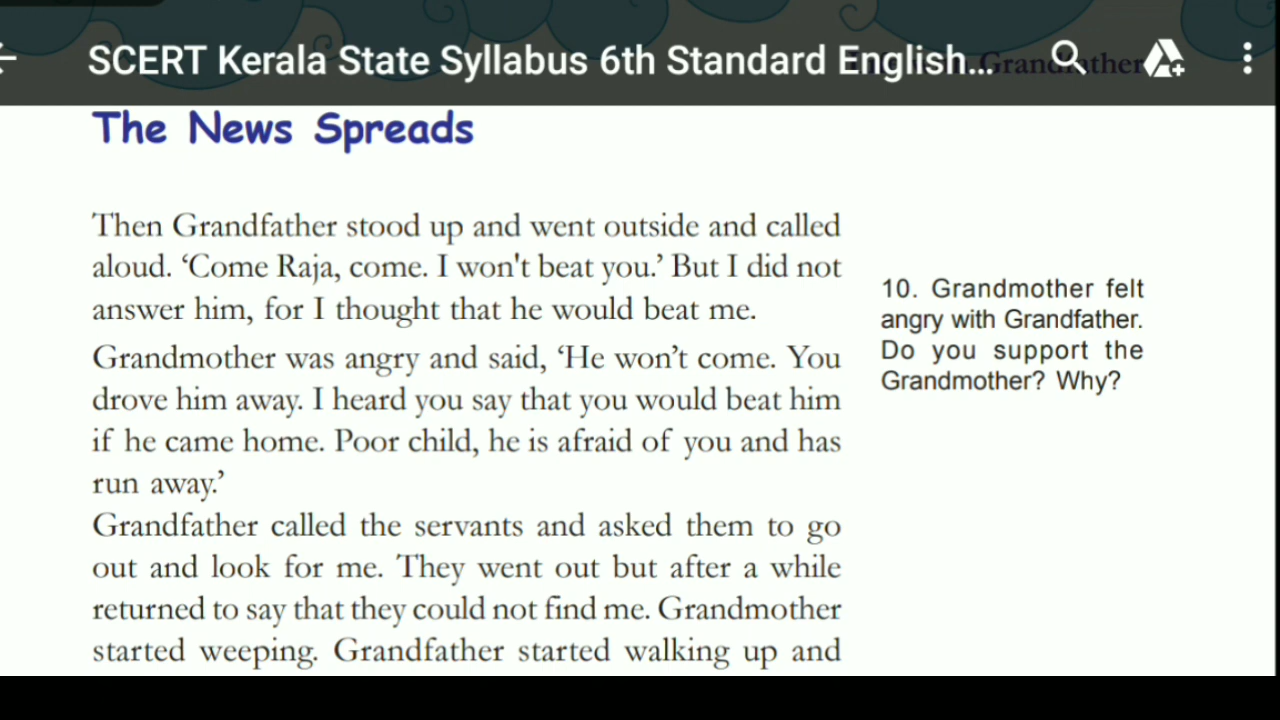 SCERT Kerala State Syllabus 6th Standard English...
Grandfather
The News Spreads
Then Grandfather stood up and went outside and called
aloud. ‘Come Raja, come. I won't beat you.’ But I did not
answer him, for I thought that he would beat me.
Grandmother was angry and said, ‘He won’t come. You
drove him away. I heard you say that you would beat him
if he came home. Poor child, he is afraid of you and has
run away.’
Grandfather called the servants and asked them to go
out and look for me. They went out but after a while
returned to say that they could not find me. Grandmother
started weeping. Grandfather started walking up and
10. Grandmother felt
angry with Grandfather.
Do you support the
Grandmother? Why?